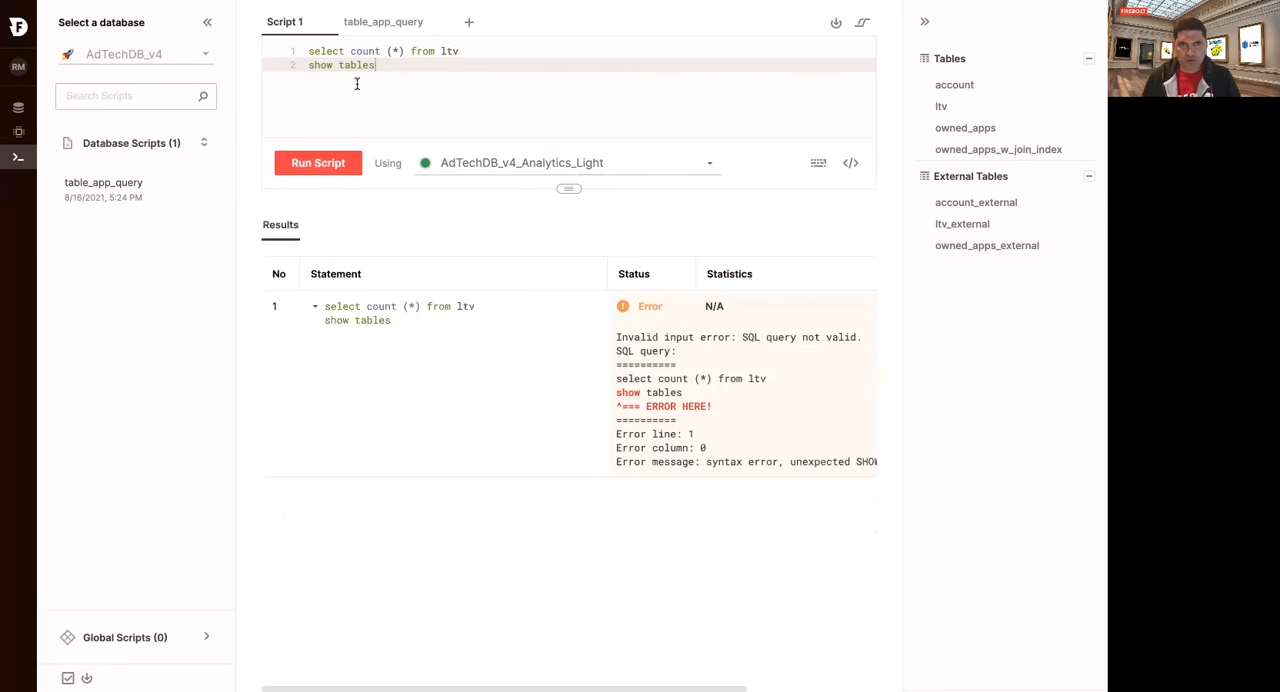 Select a database
AdTechDB_v4
Search Scripts
Database Scripts (1)
table_app_query
8/16/2021, 5:24 PM
Global Scripts (0)
RM
Script 1
table_app_query
1 select count (*) from ltv
2 show tables
Run Script
Using
AdTechDB_v4_Analytics_Light
Results
No
Statement
Status
Statistics
1
select count (*) from ltv
show tables
Error
N/A
Invalid input error: SQL query not valid.
SQL query:
==========
select count (*) from ltv
show tables
^=== ERROR HERE!
==========
Error line: 1
Error column: 0
Error message: syntax error, unexpected SHOW
Tables
account
ltv
owned_apps
owned_apps_w_join_index
External Tables
account_external
ltv_external
owned_apps_external
FIREBOLT